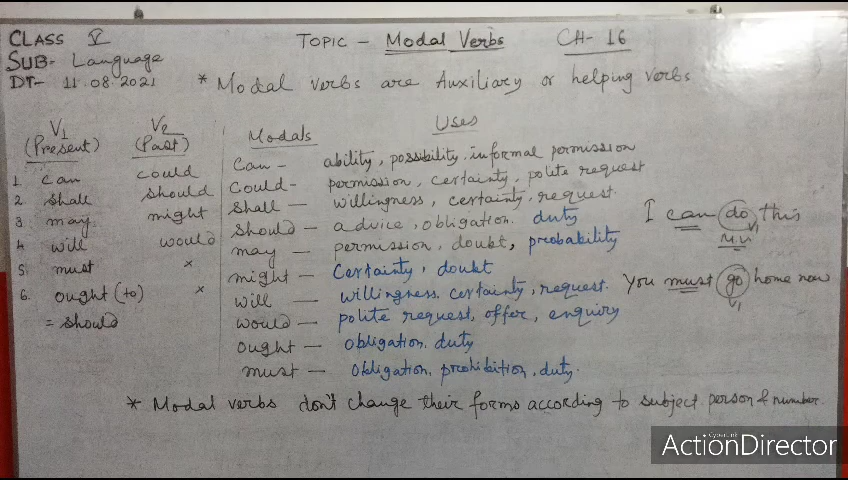 CLASS V TOPIC - Modal Verbs CH-16
SUB- Language
DT- 11.08.2021
* Modal verbs are Auxiliary or helping verbs
V1 (Present) V2 (Past)
1. can could
2 shall should
3. may might
4 will would
5. must ×
6. ought (to) ×
= should
Modals Uses
Can - ability, possibility, informal permission
Could - permission, certainty, polite request
Shall - willingness, certainty, request.
Should - advice, obligation. duty
may - permission, doubt, probability
might - Certainty, doubt
will - willingness, certainty, request.
would - polite request, offer, enquiry
ought - obligation, duty
must - obligation, prohibition, duty.
I can do this
V1
M.V.
You must go home now
V1
* Modal verbs don't change their forms according to subject person & number.
CyberLink
ActionDirector